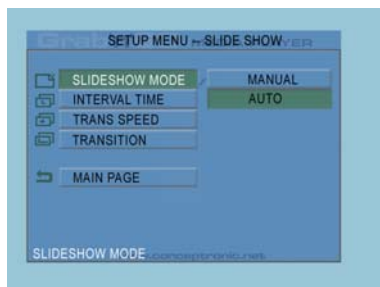 SETUP MENU ~ SLIDE SHOW
SLIDESHOW MODE
MANUAL
INTERVAL TIME
AUTO
TRANS SPEED
TRANSITION
MAIN PAGE
SLIDESHOW MODE